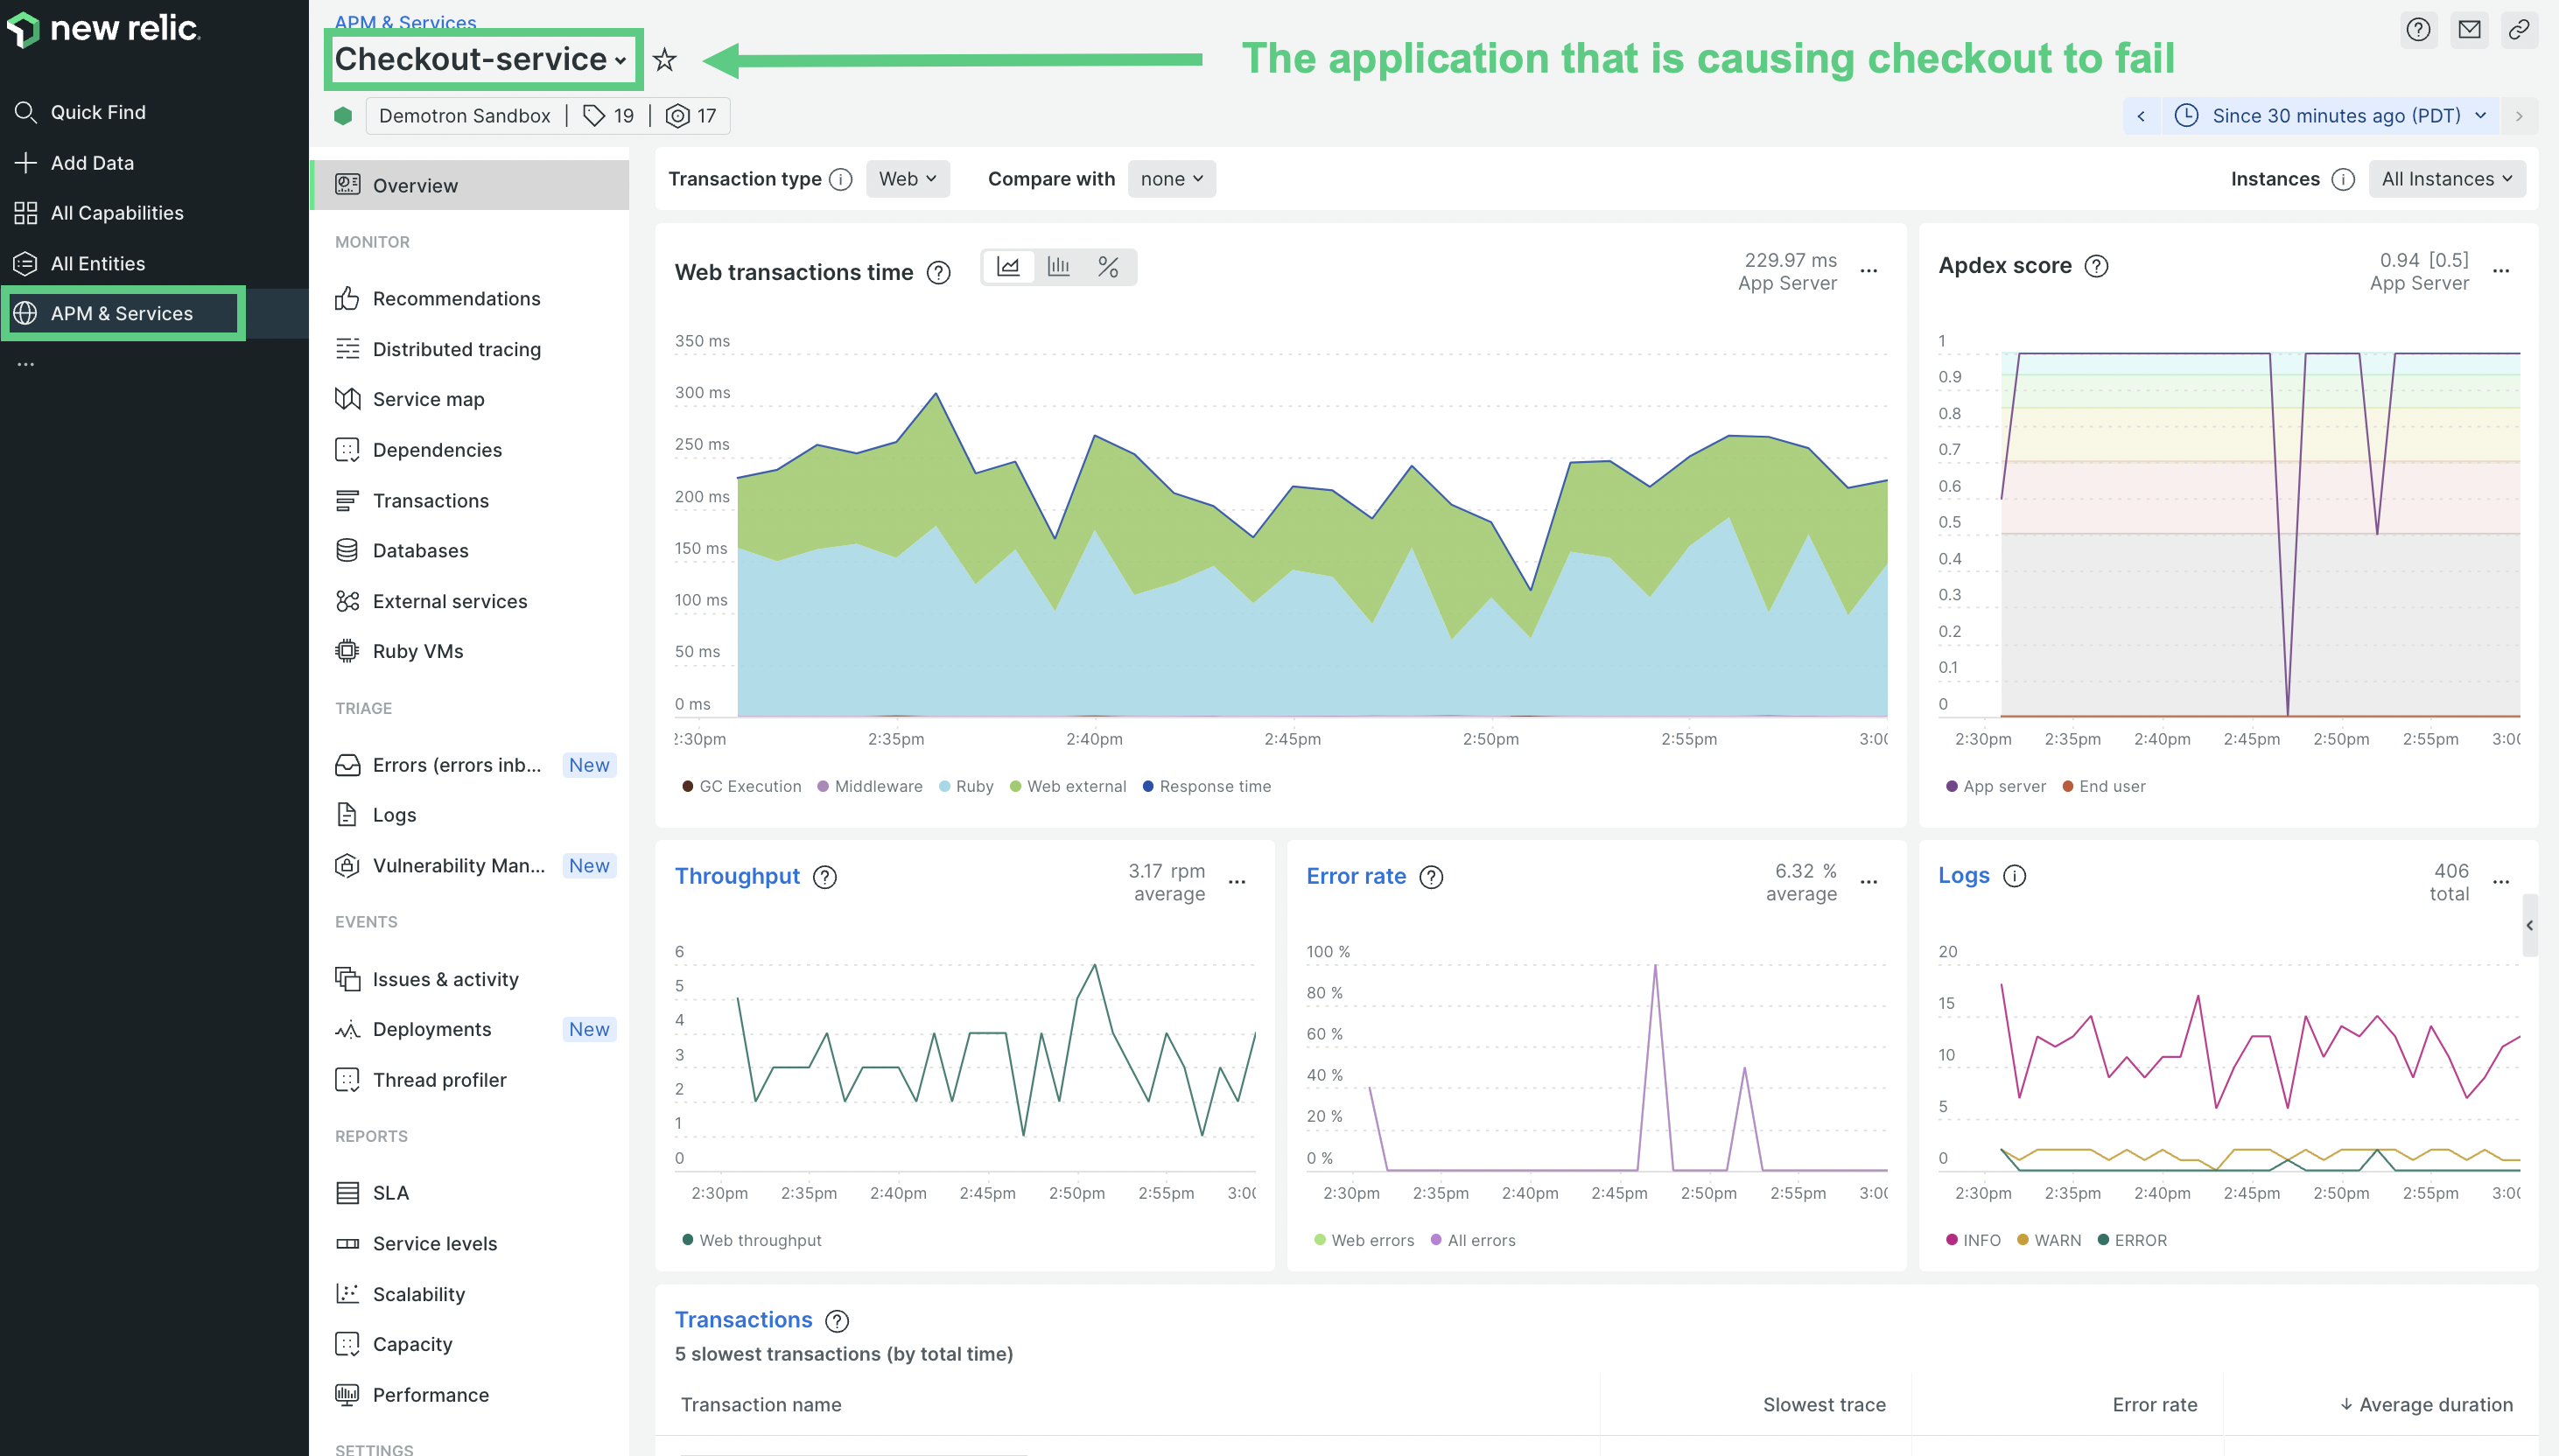 new relic.
Quick Find
Add Data
All Capabilities
All Entities
APM & Services
...
APM & Services
Checkout-service
The application that is causing checkout to fail
Demotron Sandbox | 19 | 17
Since 30 minutes ago (PDT)
Overview
MONITOR
Recommendations
Distributed tracing
Service map
Dependencies
Transactions
Databases
External services
Ruby VMs
TRIAGE
Errors (errors inb... New
Logs
Vulnerability Man... New
EVENTS
Issues & activity
Deployments New
Thread profiler
REPORTS
SLA
Service levels
Scalability
Capacity
Performance
SETTINGS
Transaction type Web Compare with none
Instances All Instances
Web transactions time
229.97 ms
App Server
350 ms
300 ms
250 ms
200 ms
150 ms
100 ms
50 ms
0 ms
2:30pm 2:35pm 2:40pm 2:45pm 2:50pm 2:55pm 3:00
GC Execution Middleware Ruby Web external Response time
Apdex score
0.94 [0.5]
App Server
1
0.9
0.8
0.7
0.6
0.5
0.4
0.3
0.2
0.1
0
2:30pm 2:35pm 2:40pm 2:45pm 2:50pm 2:55pm 3:00
App server End user
Throughput
3.17 rpm
average
6
5
4
3
2
1
0
2:30pm 2:35pm 2:40pm 2:45pm 2:50pm 2:55pm 3:00
Web throughput
Error rate
6.32 %
average
100 %
80 %
60 %
40 %
20 %
0 %
2:30pm 2:35pm 2:40pm 2:45pm 2:50pm 2:55pm 3:00
Web errors All errors
Logs
406
total
20
15
10
5
0
2:30pm 2:35pm 2:40pm 2:45pm 2:50pm 2:55pm 3:00
INFO WARN ERROR
Transactions
5 slowest transactions (by total time)
Transaction name Slowest trace Error rate Average duration